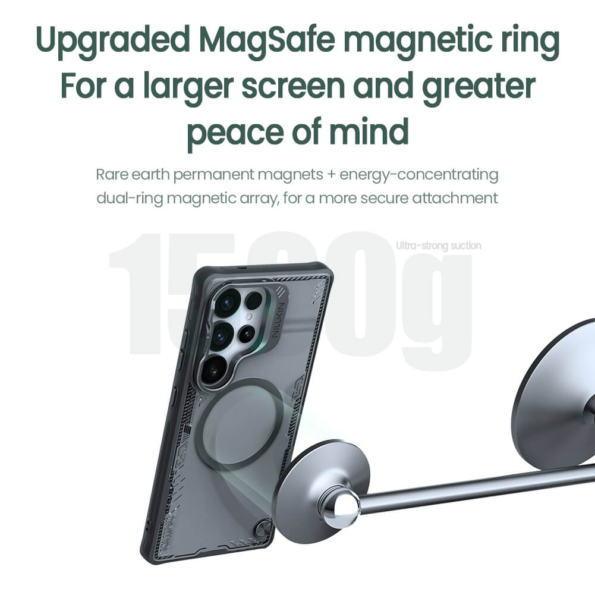 Upgraded MagSafe magnetic ring
For a larger screen and greater
peace of mind
Rare earth permanent magnets + energy-concentrating
dual-ring magnetic array, for a more secure attachment
Ultra-strong suction
NILLKIN